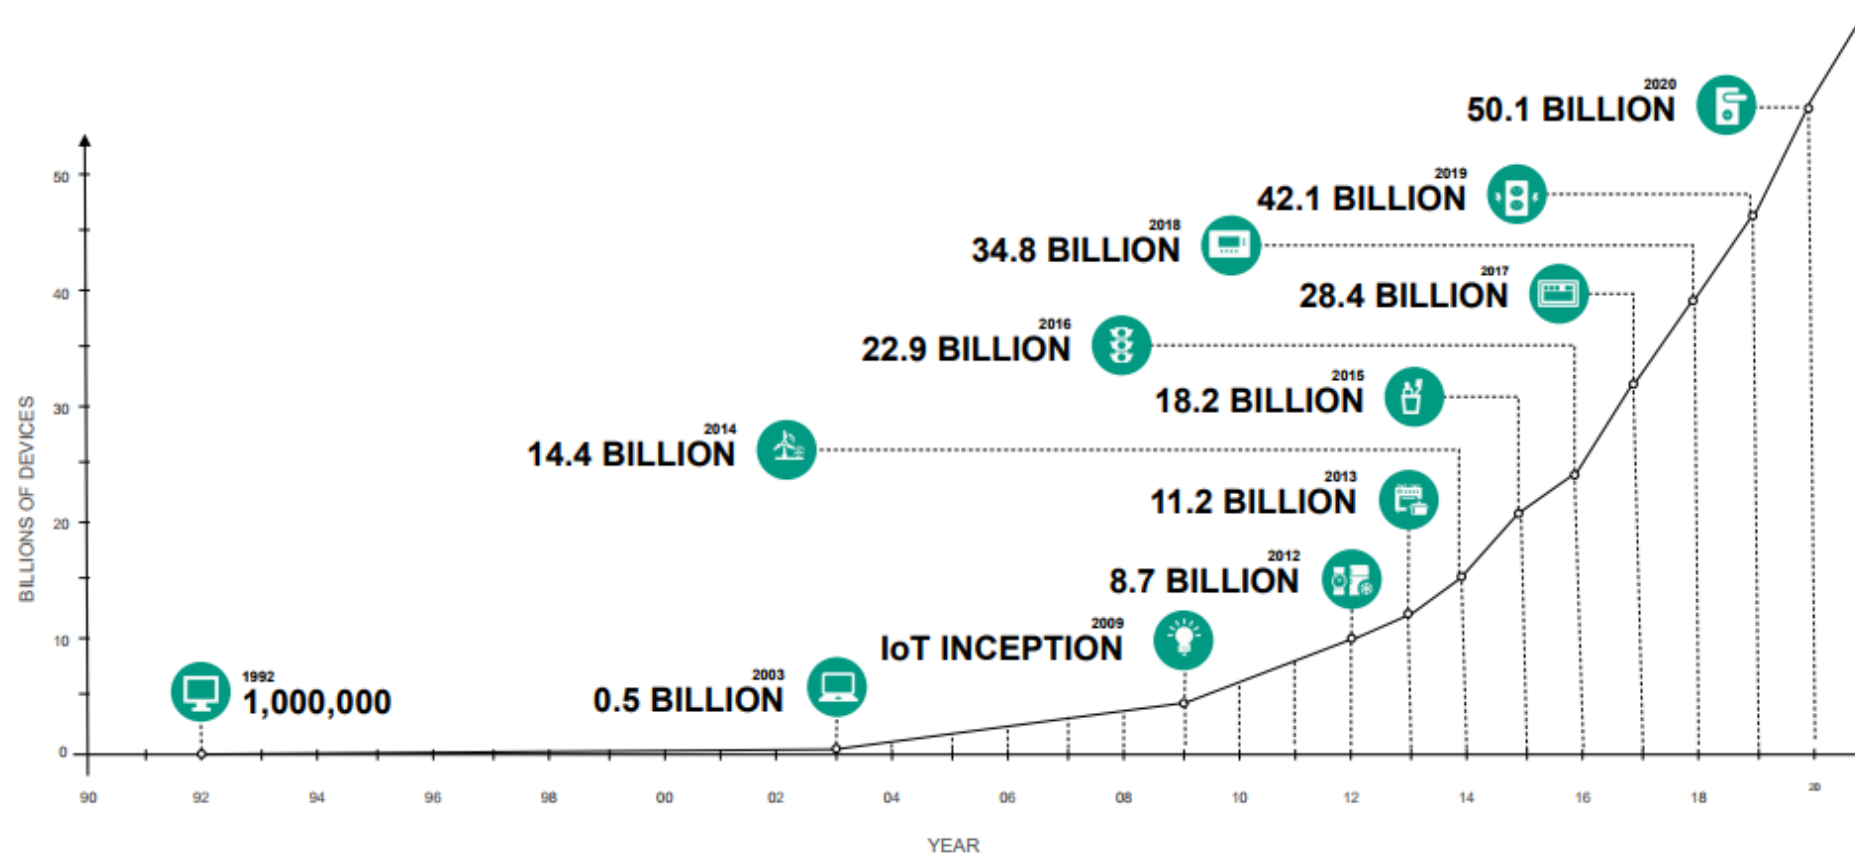 2020
50.1 BILLION
2019
42.1 BILLION
2018
34.8 BILLION
2017
28.4 BILLION
2016
22.9 BILLION
2015
18.2 BILLION
2014
14.4 BILLION
2013
11.2 BILLION
2012
8.7 BILLION
2009
IoT INCEPTION
2003
0.5 BILLION
1992
1,000,000
BILLIONS OF DEVICES
50
40
30
20
10
0
90 92 94 96 98 00 02 04 06 08 10 12 14 16 18 20
YEAR